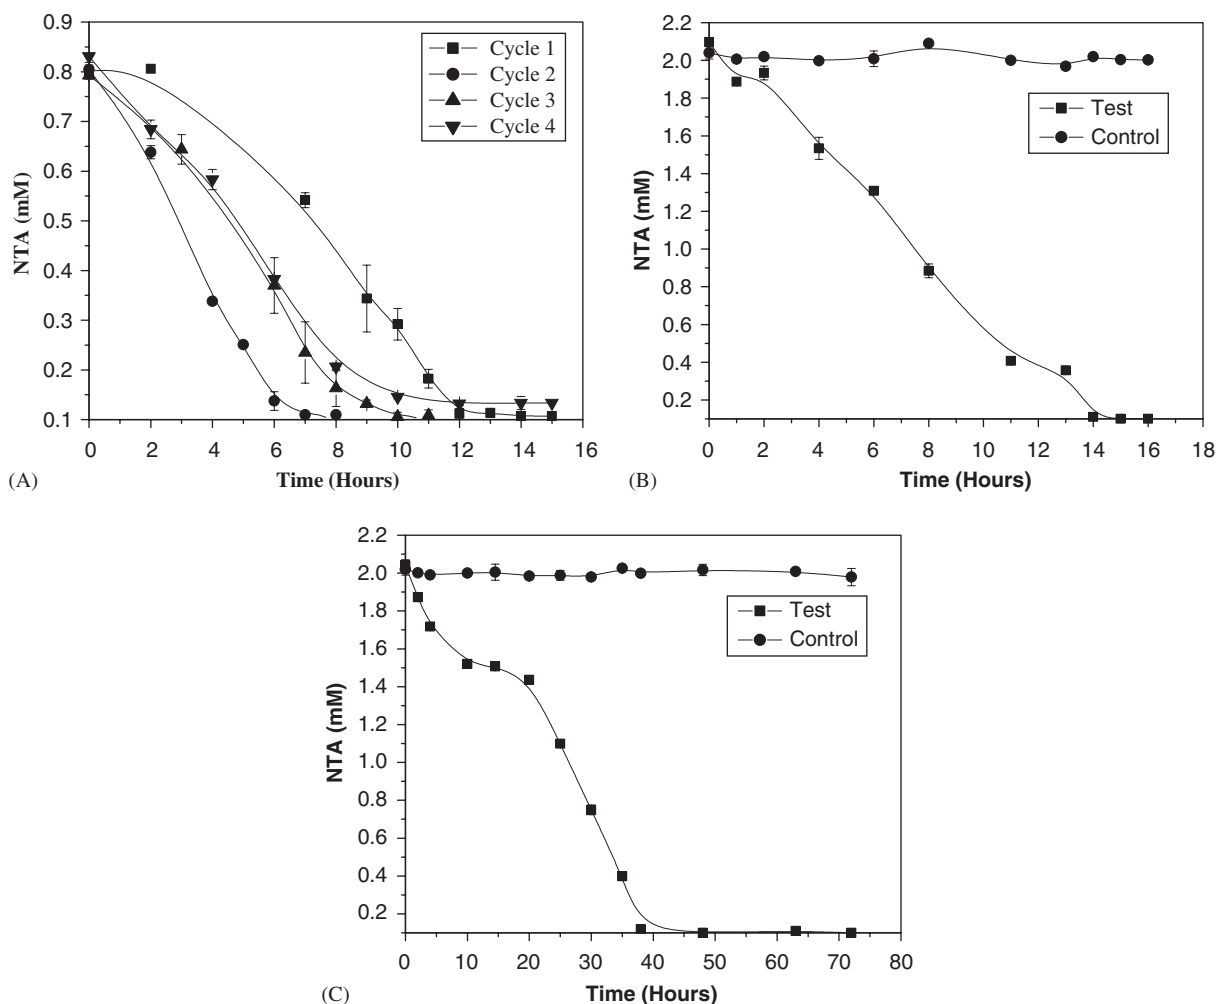 0.9
0.8
0.7
0.6
0.5
0.4
0.3
0.2
0.1
NTA (mM)
Cycle 1
Cycle 2
Cycle 3
Cycle 4
0 2 4 6 8 10 12 14 16
Time (Hours)
(A)
2.2
2.0
1.8
1.6
1.4
1.2
1.0
0.8
0.6
0.4
0.2
NTA (mM)
Test
Control
0 2 4 6 8 10 12 14 16 18
Time (Hours)
(B)
2.2
2.0
1.8
1.6
1.4
1.2
1.0
0.8
0.6
0.4
0.2
NTA (mM)
Test
Control
0 10 20 30 40 50 60 70 80
Time (Hours)
(C)